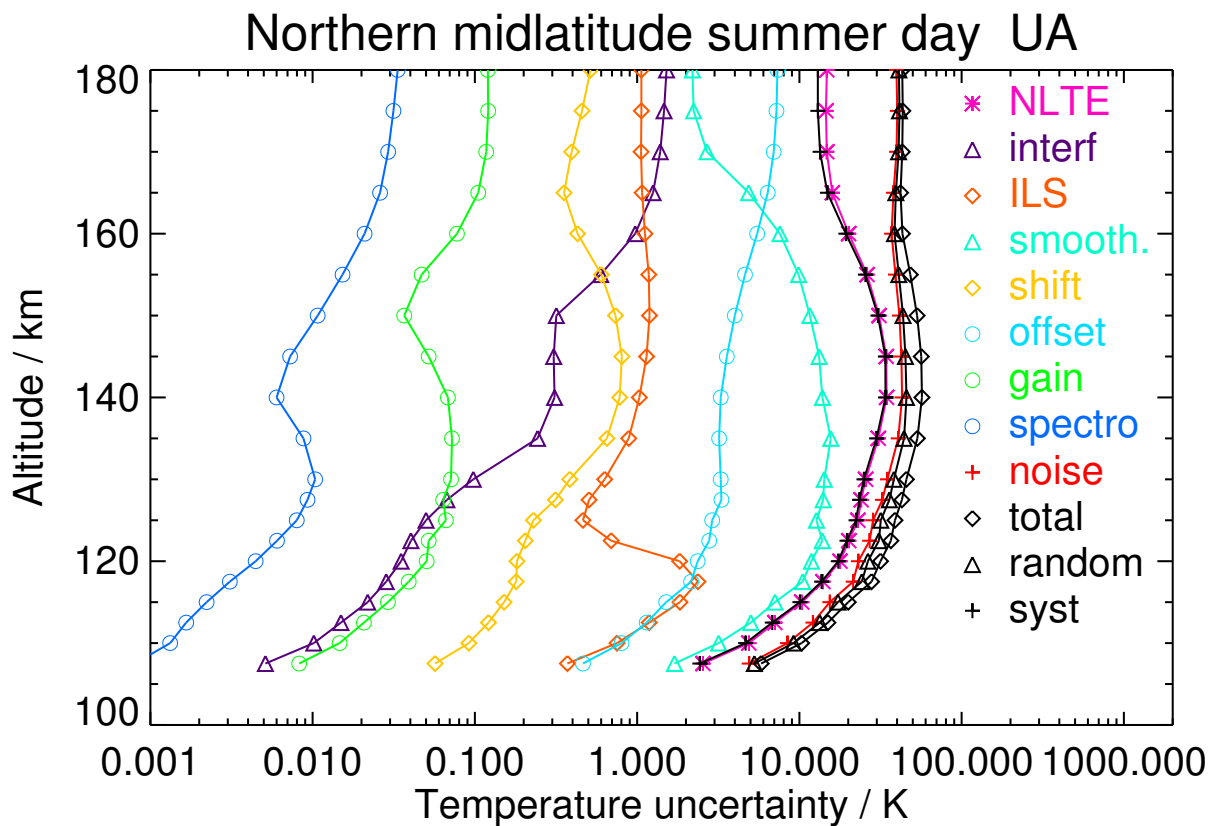 Northern midlatitude summer day UA
180
160
140
120
100
Altitude / km
NLTE
interf
ILS
smooth.
shift
offset
gain
spectro
noise
total
random
syst
0.001 0.010 0.100 1.000 10.000 100.000 1000.000
Temperature uncertainty / K